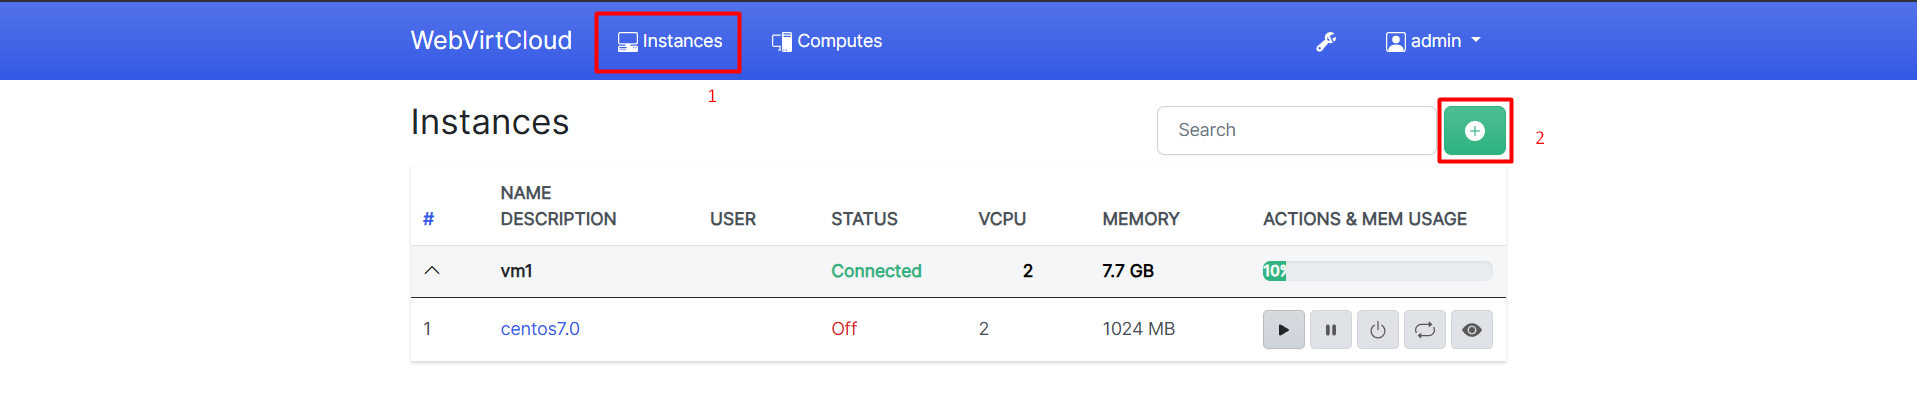 WebVirtCloud Instances Computes admin
1
Instances
Search
2
NAME
# DESCRIPTION USER STATUS VCPU MEMORY ACTIONS & MEM USAGE
vm1 Connected 2 7.7 GB 10%
1 centos7.0 Off 2 1024 MB